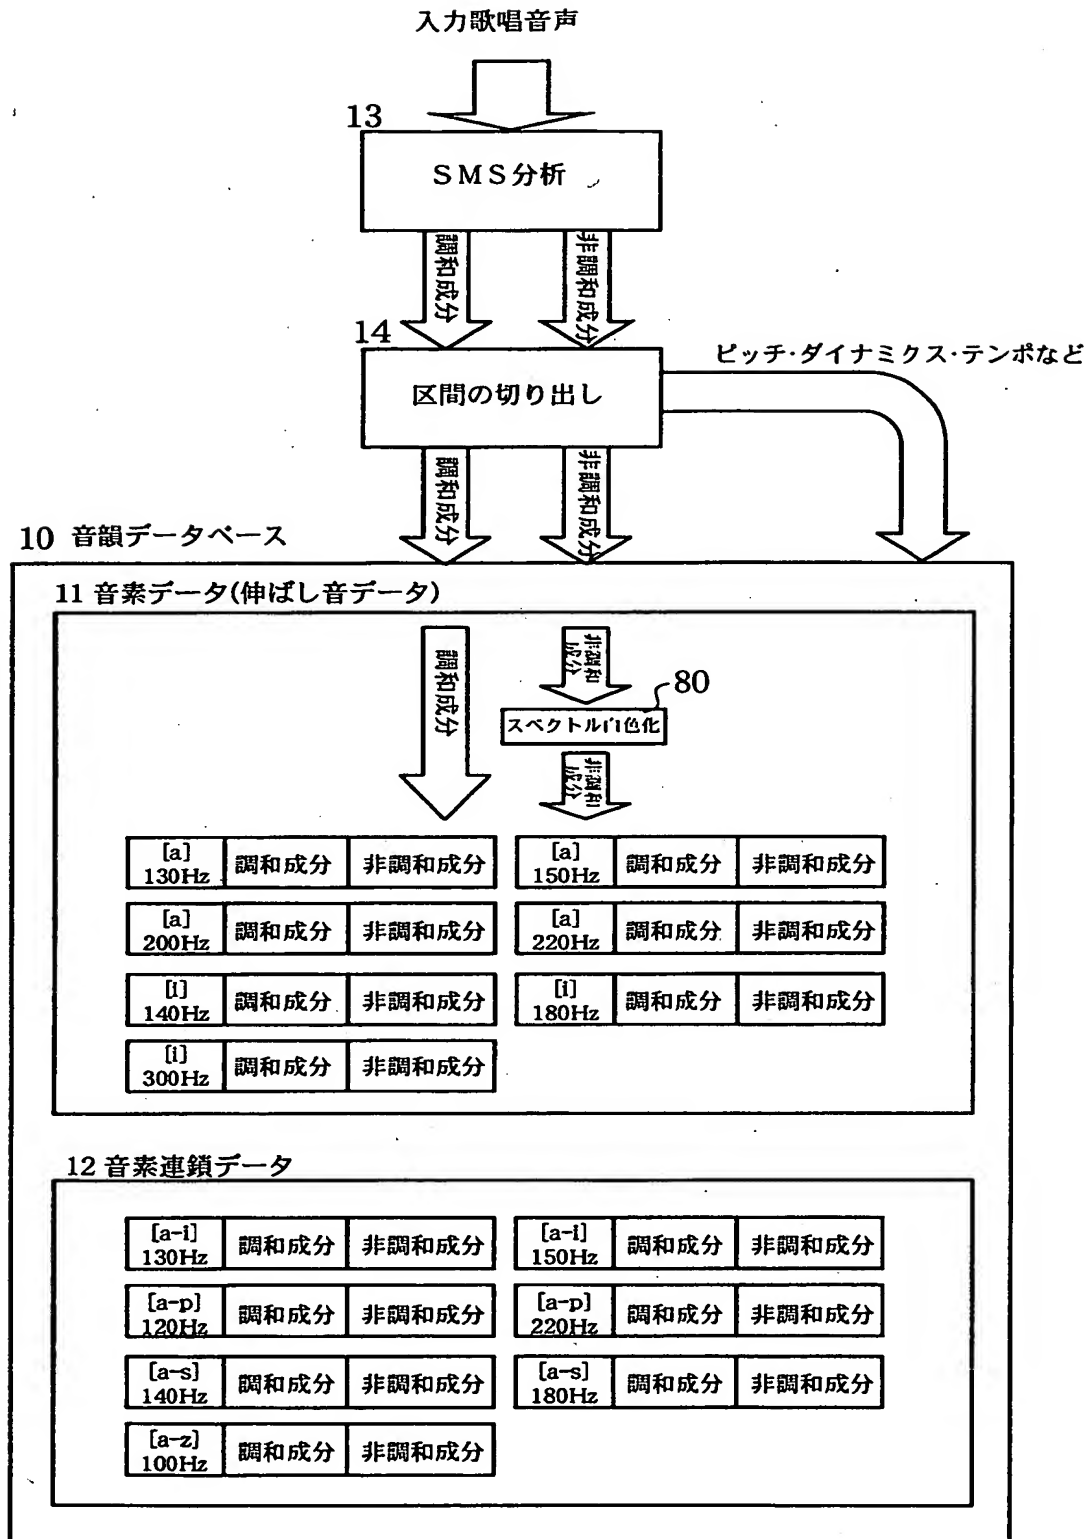 入力歌唱音声
13
SMS分析
調和成分
非調和成分
14
区間の切り出し
ピッチ・ダイナミクス・テンポなど
調和成分
非調和成分
10 音韻データベース
11 音素データ(伸ばし音データ)
調和成分
非調和
成分
80
スペクトル白色化
非調和
成分
[a]
130Hz 調和成分 非調和成分
[a]
150Hz 調和成分 非調和成分
[a]
200Hz 調和成分 非調和成分
[a]
220Hz 調和成分 非調和成分
[i]
140Hz 調和成分 非調和成分
[i]
180Hz 調和成分 非調和成分
[i]
300Hz 調和成分 非調和成分
12 音素連鎖データ
[a-i]
130Hz 調和成分 非調和成分
[a-i]
150Hz 調和成分 非調和成分
[a-p]
120Hz 調和成分 非調和成分
[a-p]
220Hz 調和成分 非調和成分
[a-s]
140Hz 調和成分 非調和成分
[a-s]
180Hz 調和成分 非調和成分
[a-z]
100Hz 調和成分 非調和成分